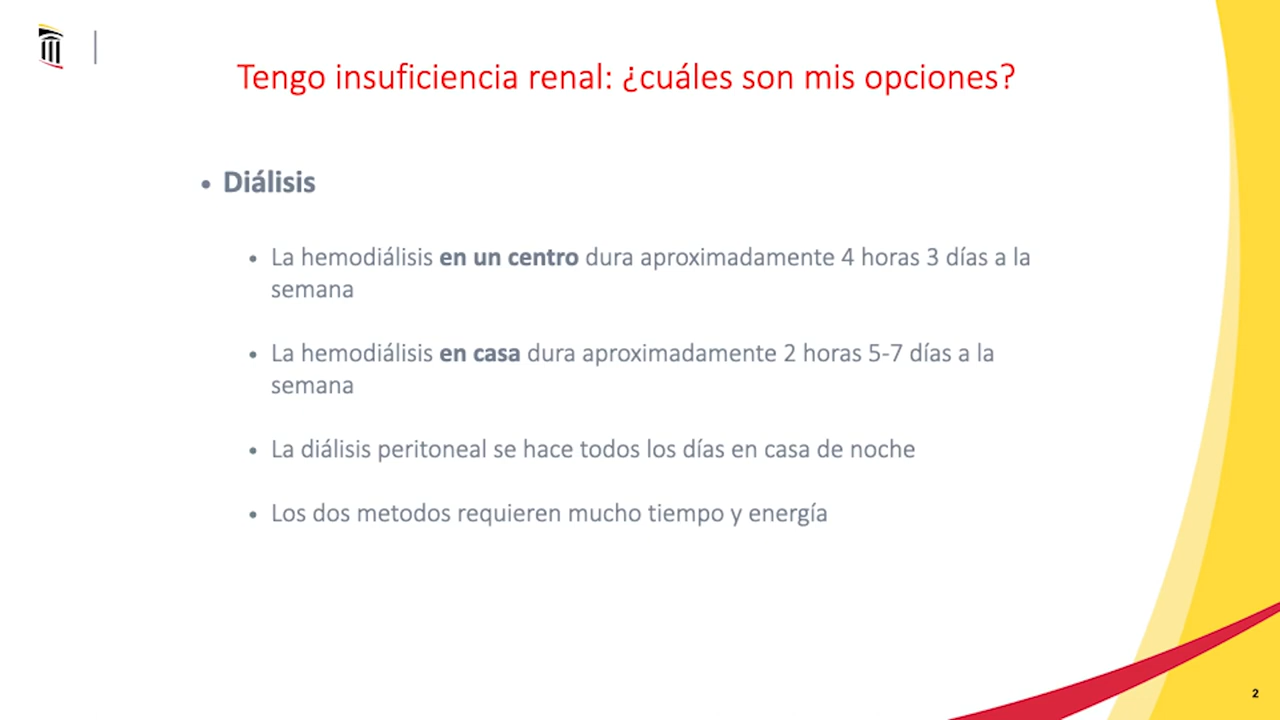 Tengo insuficiencia renal: ¿cuáles son mis opciones?
• Diálisis
• La hemodiálisis en un centro dura aproximadamente 4 horas 3 días a la
semana
• La hemodiálisis en casa dura aproximadamente 2 horas 5-7 días a la
semana
• La diálisis peritoneal se hace todos los días en casa de noche
• Los dos metodos requieren mucho tiempo y energía
2